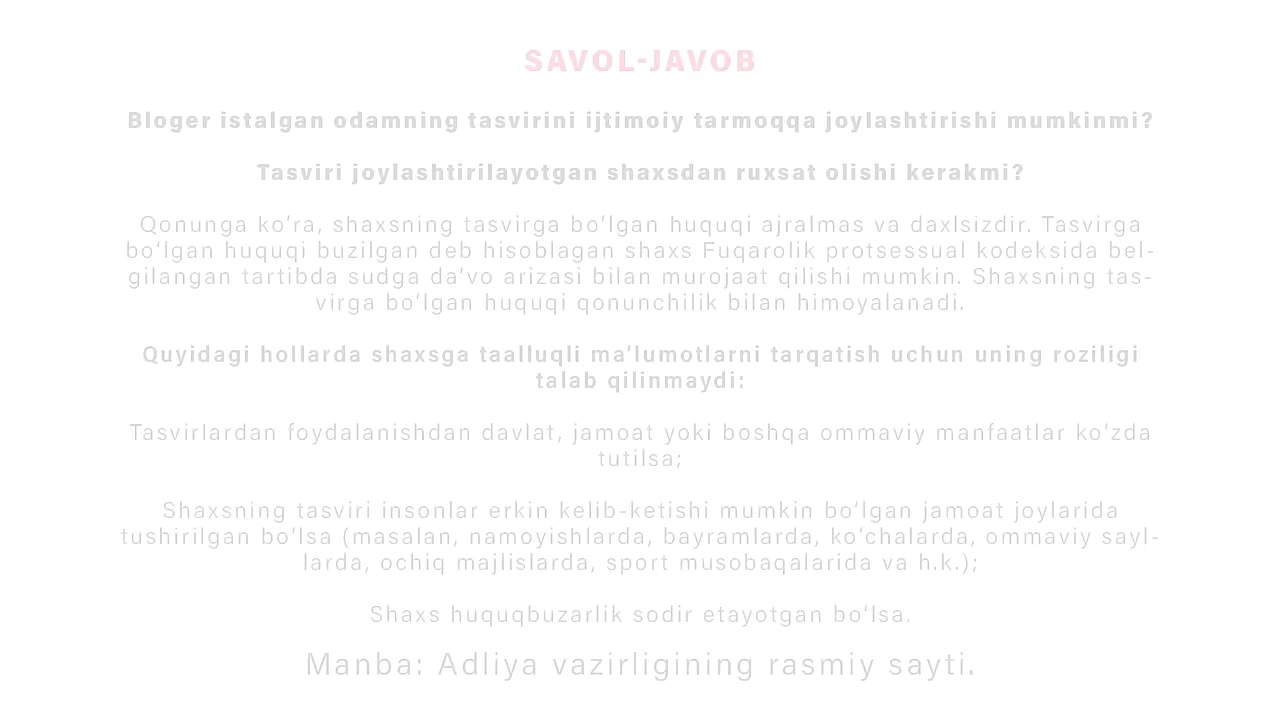 SAVOL-JAVOB
Bloger istalgan odamning tasvirini ijtimoiy tarmoqqa joylashtirishi mumkinmi?
Tasviri joylashtirilayotgan shaxsdan ruxsat olishi kerakmi?
Qonunga ko‘ra, shaxsning tasvirga bo‘lgan huquqi ajralmas va daxlsizdir. Tasvirga
bo‘lgan huquqi buzilgan deb hisoblagan shaxs Fuqarolik protsessual kodeksida bel-
gilangan tartibda sudga da’vo arizasi bilan murojaat qilishi mumkin. Shaxsning tas-
virga bo‘lgan huquqi qonunchilik bilan himoyalanadi.
Quyidagi hollarda shaxsga taalluqli ma’lumotlarni tarqatish uchun uning roziligi
talab qilinmaydi:
Tasvirlardan foydalanishdan davlat, jamoat yoki boshqa ommaviy manfaatlar ko‘zda
tutilsa;
Shaxsning tasviri insonlar erkin kelib-ketishi mumkin bo‘lgan jamoat joylarida
tushirilgan bo‘lsa (masalan, namoyishlarda, bayramlarda, ko‘chalarda, ommaviy sayl-
larda, ochiq majlislarda, sport musobaqalarida va h.k.);
Shaxs huquqbuzarlik sodir etayotgan bo‘lsa.
Manba: Adliya vazirligining rasmiy sayti.